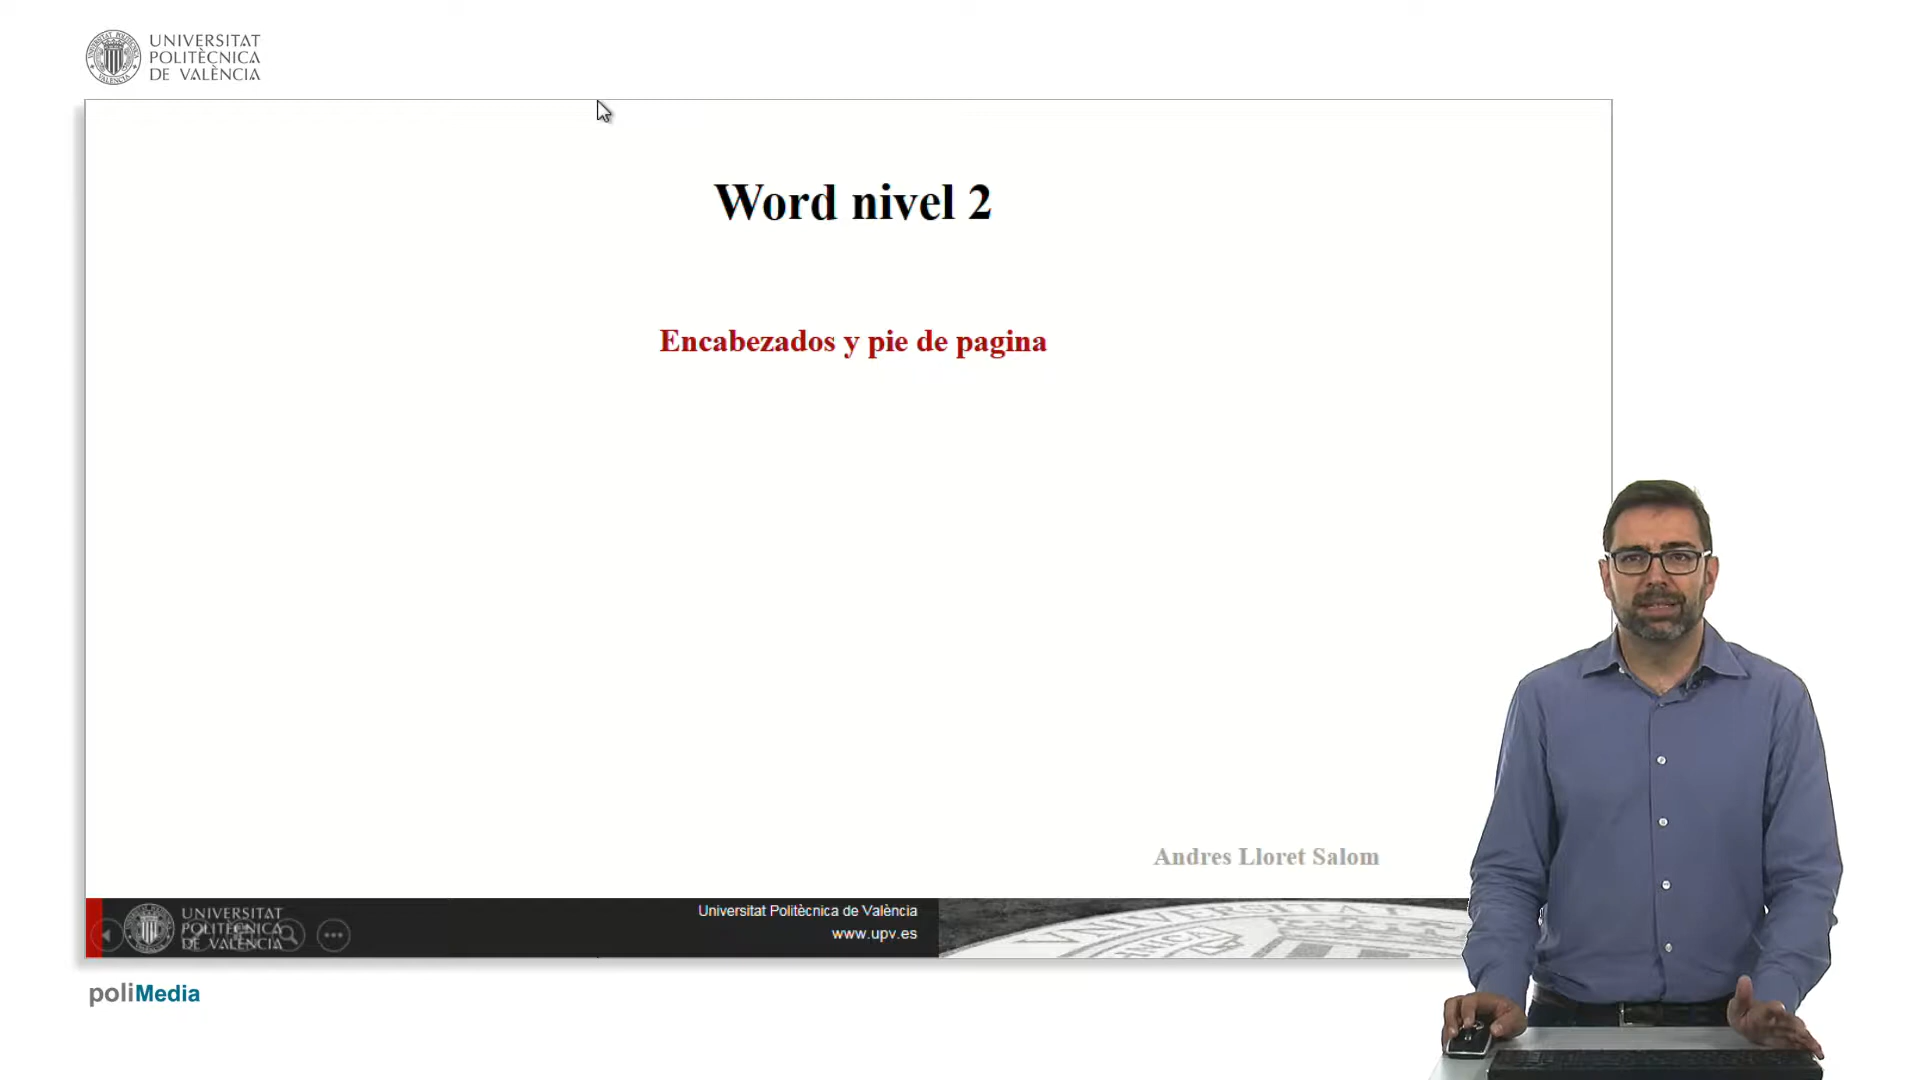 UNIVERSITAT
POLITÈCNICA
DE VALÈNCIA
Word nivel 2
Encabezados y pie de pagina
Andres Lloret Salom
UNIVERSITAT
POLITÈCNICA
DE VALÈNCIA
Universitat Politècnica de València
www.upv.es
poliMedia